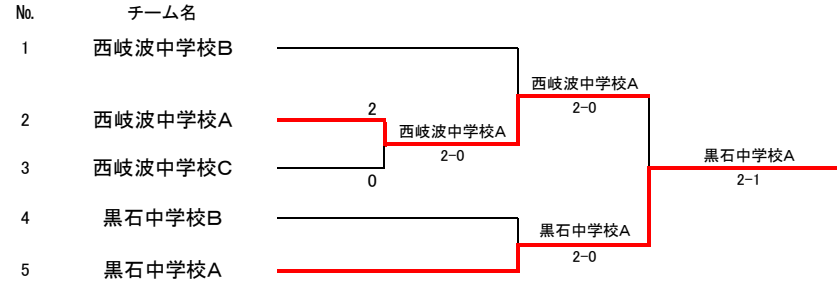 № チーム名
1 西岐波中学校B
西岐波中学校A
2-0
2 西岐波中学校A 2
西岐波中学校A
2-0
黒石中学校A
2-1
3 西岐波中学校C
0
4 黒石中学校B
黒石中学校A
2-0
5 黒石中学校A